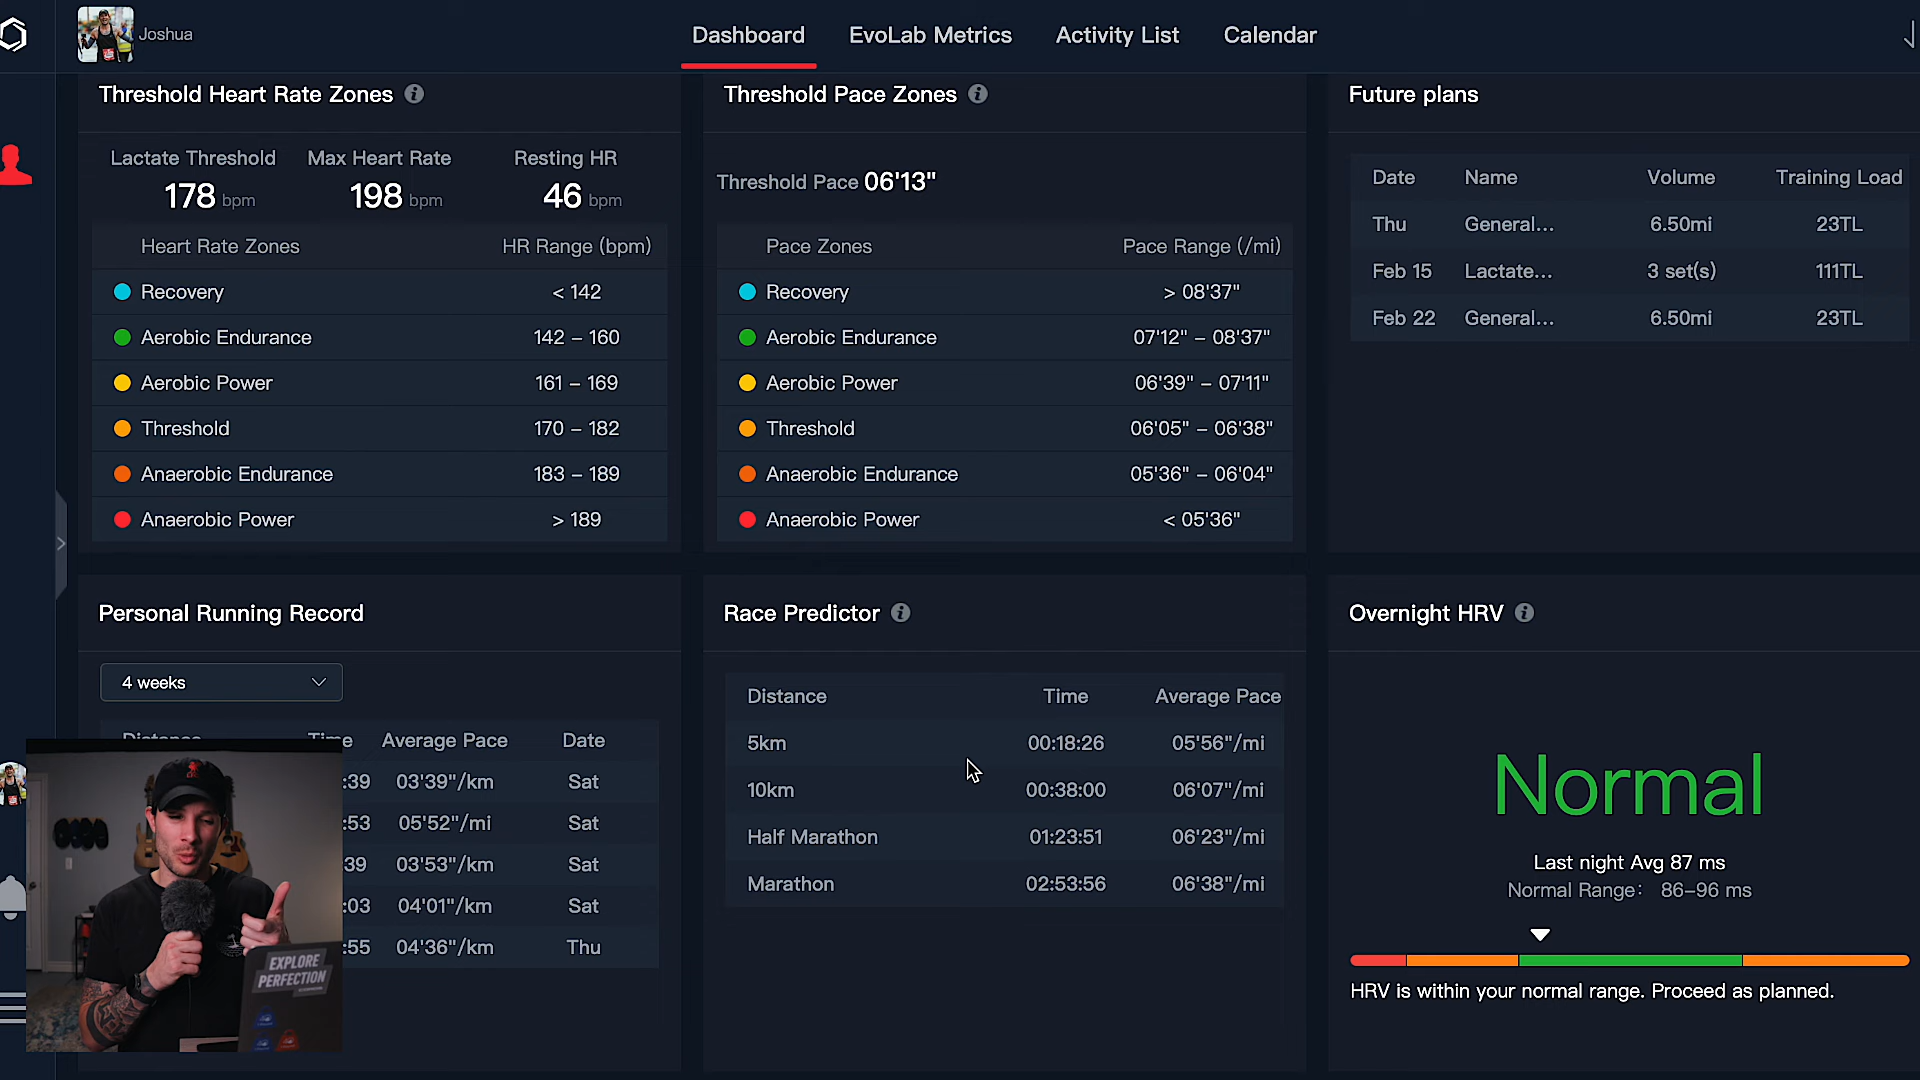 Joshua
Dashboard
EvoLab Metrics
Activity List
Calendar
Threshold Heart Rate Zones
Lactate Threshold Max Heart Rate Resting HR
178 bpm 198 bpm 46 bpm
Heart Rate Zones HR Range (bpm)
Recovery < 142
Aerobic Endurance 142 – 160
Aerobic Power 161 – 169
Threshold 170 – 182
Anaerobic Endurance 183 – 189
Anaerobic Power > 189
Threshold Pace Zones
Threshold Pace 06'13"
Pace Zones Pace Range (/mi)
Recovery > 08'37"
Aerobic Endurance 07'12" – 08'37"
Aerobic Power 06'39" – 07'11"
Threshold 06'05" – 06'38"
Anaerobic Endurance 05'36" – 06'04"
Anaerobic Power < 05'36"
Future plans
Date Name Volume Training Load
Thu General... 6.50mi 23TL
Feb 15 Lactate... 3 set(s) 111TL
Feb 22 General... 6.50mi 23TL
Personal Running Record
4 weeks
Distance Time Average Pace Date
:39 03'39"/km Sat
:53 05'52"/mi Sat
39 03'53"/km Sat
:03 04'01"/km Sat
:55 04'36"/km Thu
EXPLORE
PERFECTION
Race Predictor
Distance Time Average Pace
5km 00:18:26 05'56"/mi
10km 00:38:00 06'07"/mi
Half Marathon 01:23:51 06'23"/mi
Marathon 02:53:56 06'38"/mi
Overnight HRV
Normal
Last night Avg 87 ms
Normal Range: 86–96 ms
HRV is within your normal range. Proceed as planned.